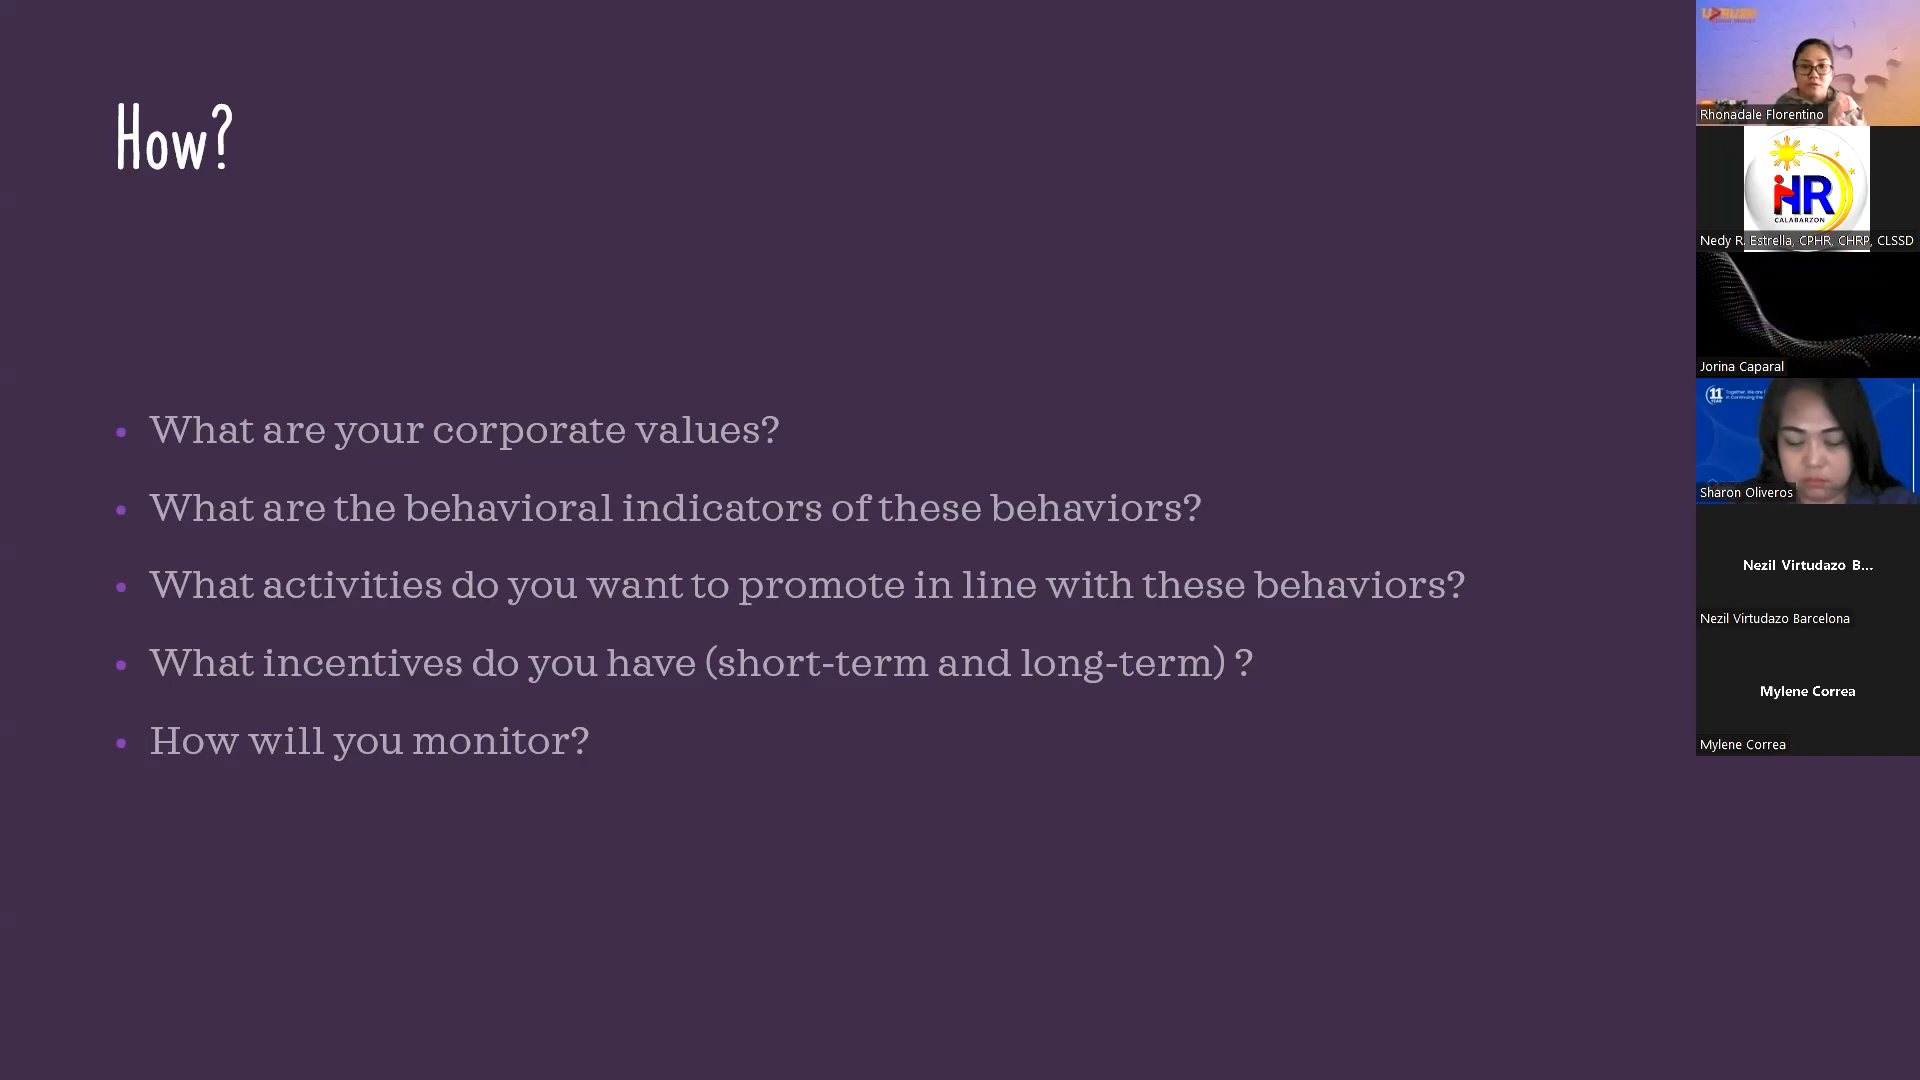 How?
• What are your corporate values?
• What are the behavioral indicators of these behaviors?
• What activities do you want to promote in line with these behaviors?
• What incentives do you have (short-term and long-term) ?
• How will you monitor?
Rhonadale Florentino
HR
CALABARZON
Nedy R. Estrella, CPHR, CHRP, CLSSD
Jorina Caparal
11
Sharon Oliveros
Nezil Virtudazo B...
Nezil Virtudazo Barcelona
Mylene Correa
Mylene Correa